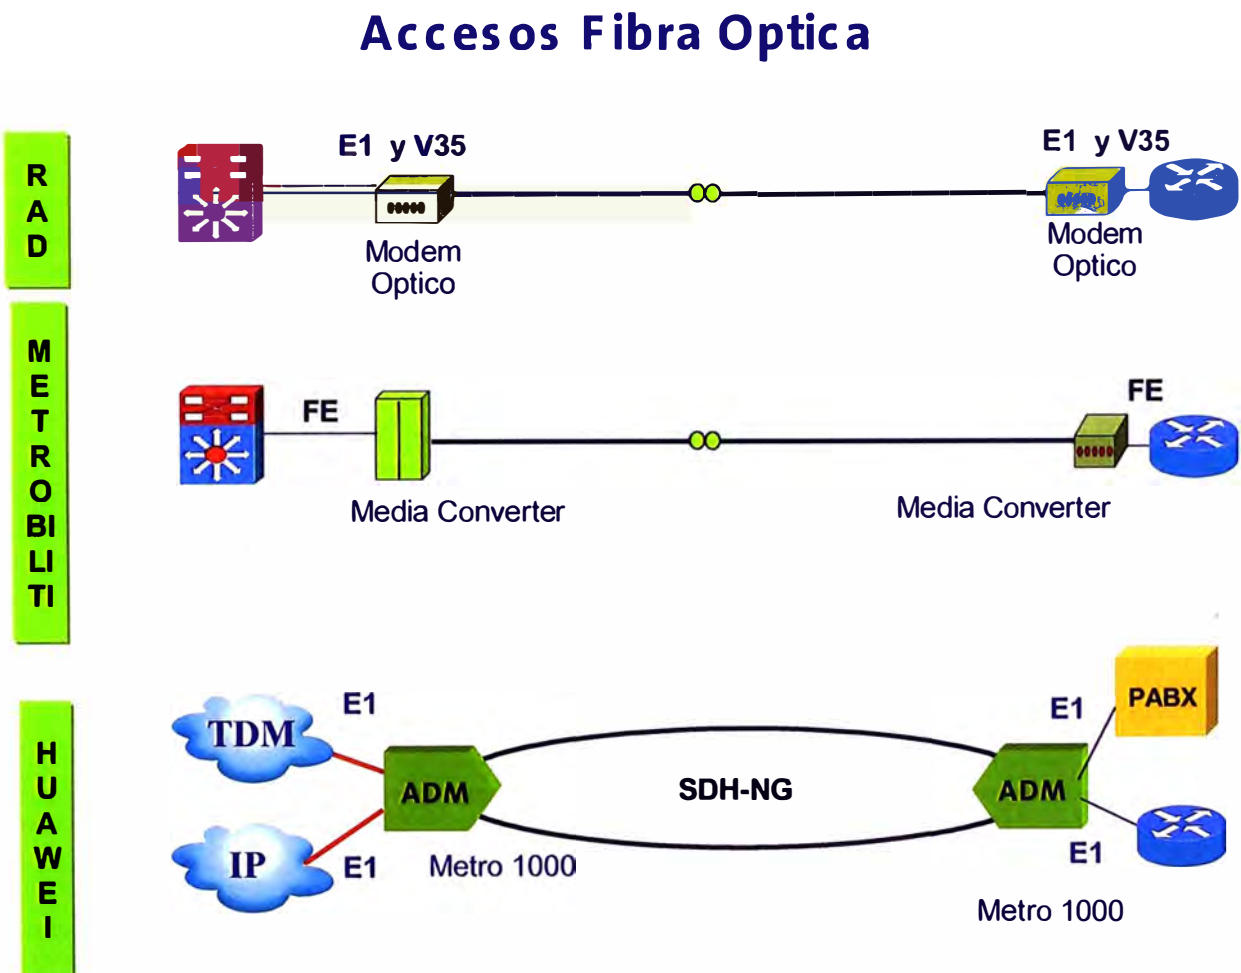 Accesos Fibra Optica
RAD
E1 y V35
Modem
Optico
E1 y V35
Modem
Optico
METROBILITI
FE
Media Converter
FE
Media Converter
HUAWEI
TDM
E1
IP
E1
ADM
Metro 1000
SDH-NG
ADM
Metro 1000
E1
PABX
E1